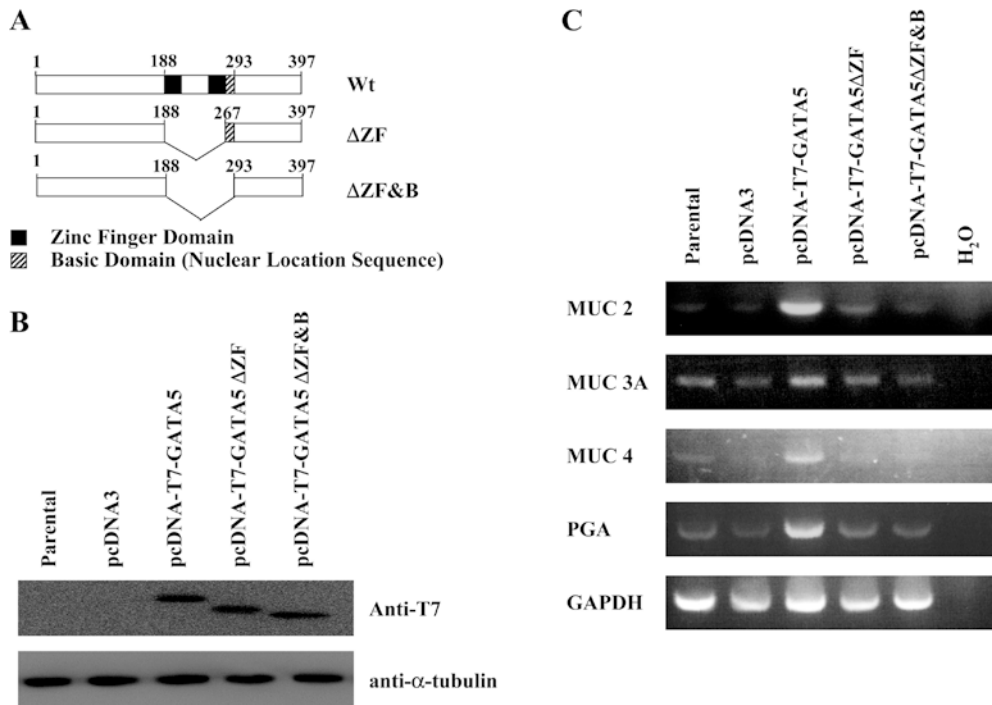 A
1 188 293 397
Wt
1 188 267 397
ΔZF
1 188 293 397
ΔZF&B
Zinc Finger Domain
Basic Domain (Nuclear Location Sequence)
B
Parental
pcDNA3
pcDNA-T7-GATA5
pcDNA-T7-GATA5 ΔZF
pcDNA-T7-GATA5 ΔZF&B
Anti-T7
anti-α-tubulin
C
Parental
pcDNA3
pcDNA-T7-GATA5
pcDNA-T7-GATA5ΔZF
pcDNA-T7-GATA5ΔZF&B
H₂O
MUC 2
MUC 3A
MUC 4
PGA
GAPDH